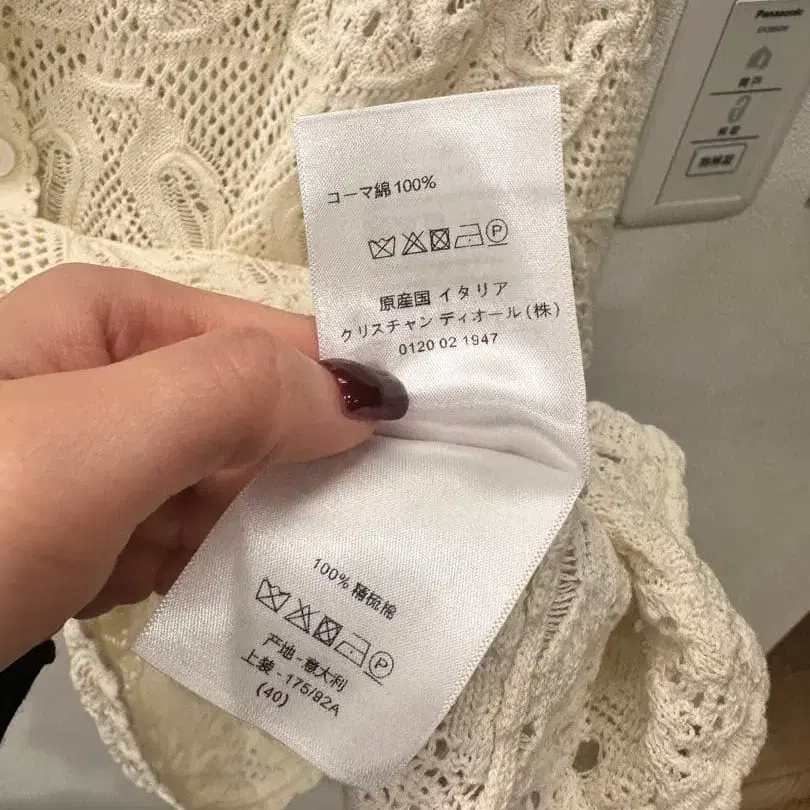 コーマ綿 100%
P
原産国 イタリア
クリスチャン ディオール (株)
0120 02 1947
100% 精梳棉
P
产地 - 意大利
上装 - 175/92A
(40)
Panasonic